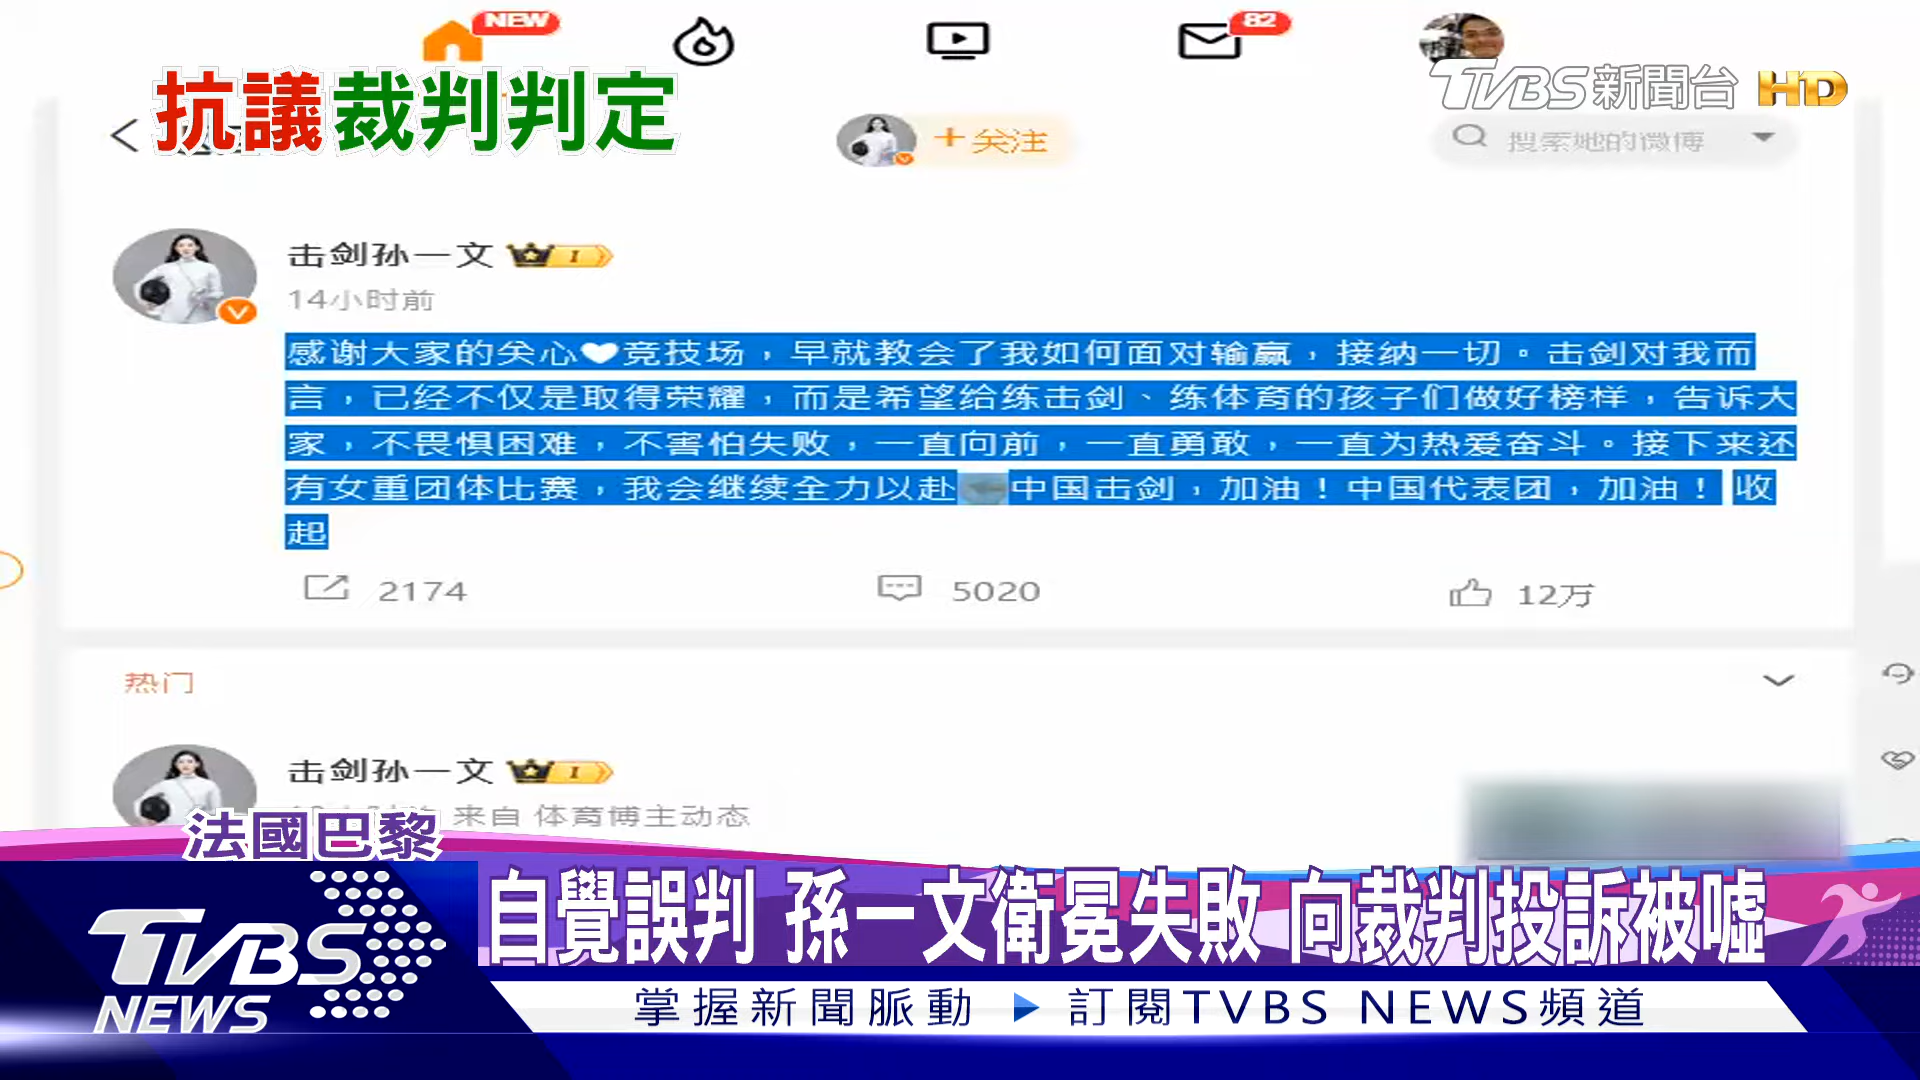 NEW
82
抗議裁判判定
TVBS新聞台 HD
+关注
搜索她的微博
击剑孙一文
14小时前
感谢大家的关心❤竞技场，早就教会了我如何面对输赢，接纳一切。击剑对我而
言，已经不仅是取得荣耀，而是希望给练击剑、练体育的孩子们做好榜样，告诉大
家，不畏惧困难，不害怕失败，一直向前，一直勇敢，一直为热爱奋斗。接下来还
有女重团体比赛，我会继续全力以赴 中国击剑，加油！中国代表团，加油！ 收
起
2174
5020
12万
热门
击剑孙一文
来自 体育博主动态
法國巴黎
自覺誤判 孫一文衛冕失敗 向裁判投訴被噓
TVBS
NEWS
掌握新聞脈動 ▶ 訂閱TVBS NEWS頻道